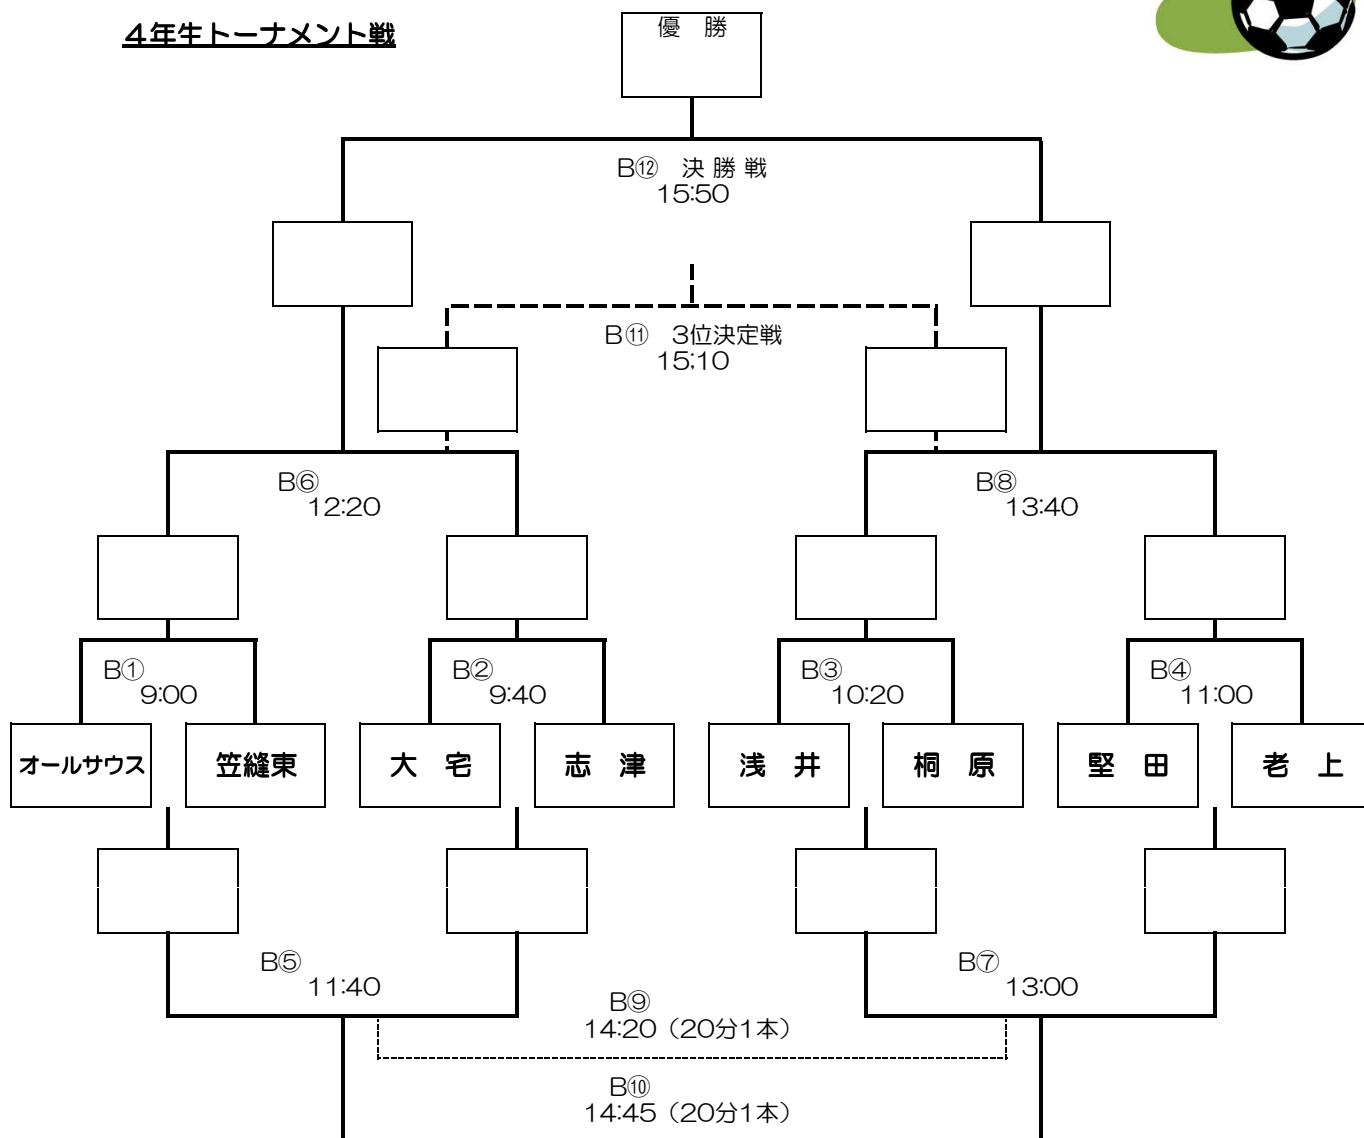 4年生トーナメント戦
優　勝
B⑫　決 勝 戦
15:50
B⑪　3位決定戦
15:10
B⑥
12:20
B⑧
13:40
B①
9:00
B②
9:40
B③
10:20
B④
11:00
オールサウス
笠縫東
大　宅
志　津
浅　井
桐　原
堅　田
老　上
B⑤
11:40
B⑦
13:00
B⑨
14:20（20分1本）
B⑩
14:45（20分1本）